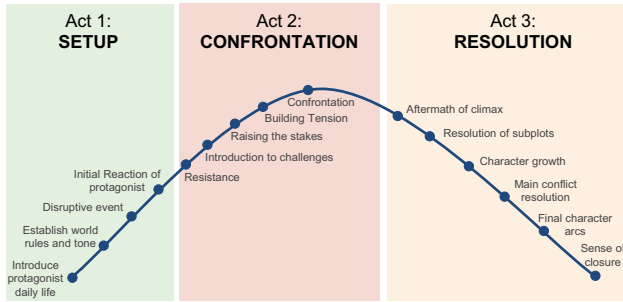 Act 1:
SETUP
Act 2:
CONFRONTATION
Act 3:
RESOLUTION
Introduce
protagonist
daily life
Establish world
rules and tone
Disruptive event
Initial Reaction of
protagonist
Resistance
Introduction to challenges
Raising the stakes
Building Tension
Confrontation
Aftermath of climax
Resolution of subplots
Character growth
Main conflict
resolution
Final character
arcs
Sense of
closure